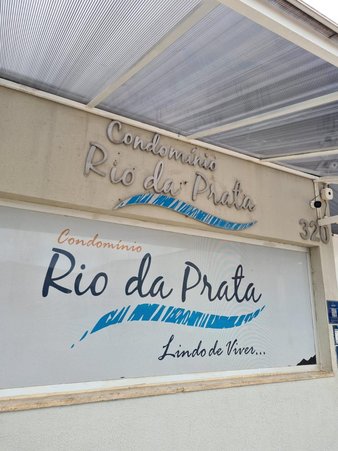 Condomínio
Rio da Prata
320
Condomínio
Rio da Prata
Lindo de Viver...